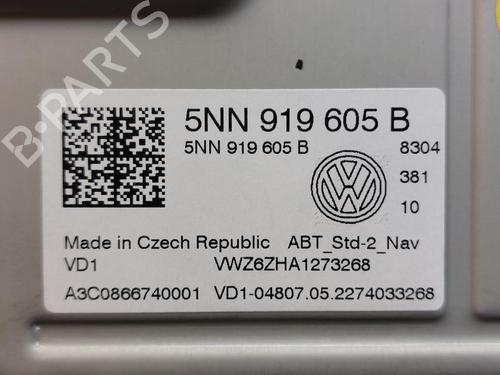 B-PARTS
5NN 919 605 B
5NN 919 605 B
8304
381
10
Made in Czech Republic ABT_Std-2_Nav
VD1 VWZ6ZHA1273268
A3C0866740001 VD1-04807.05.2274033268